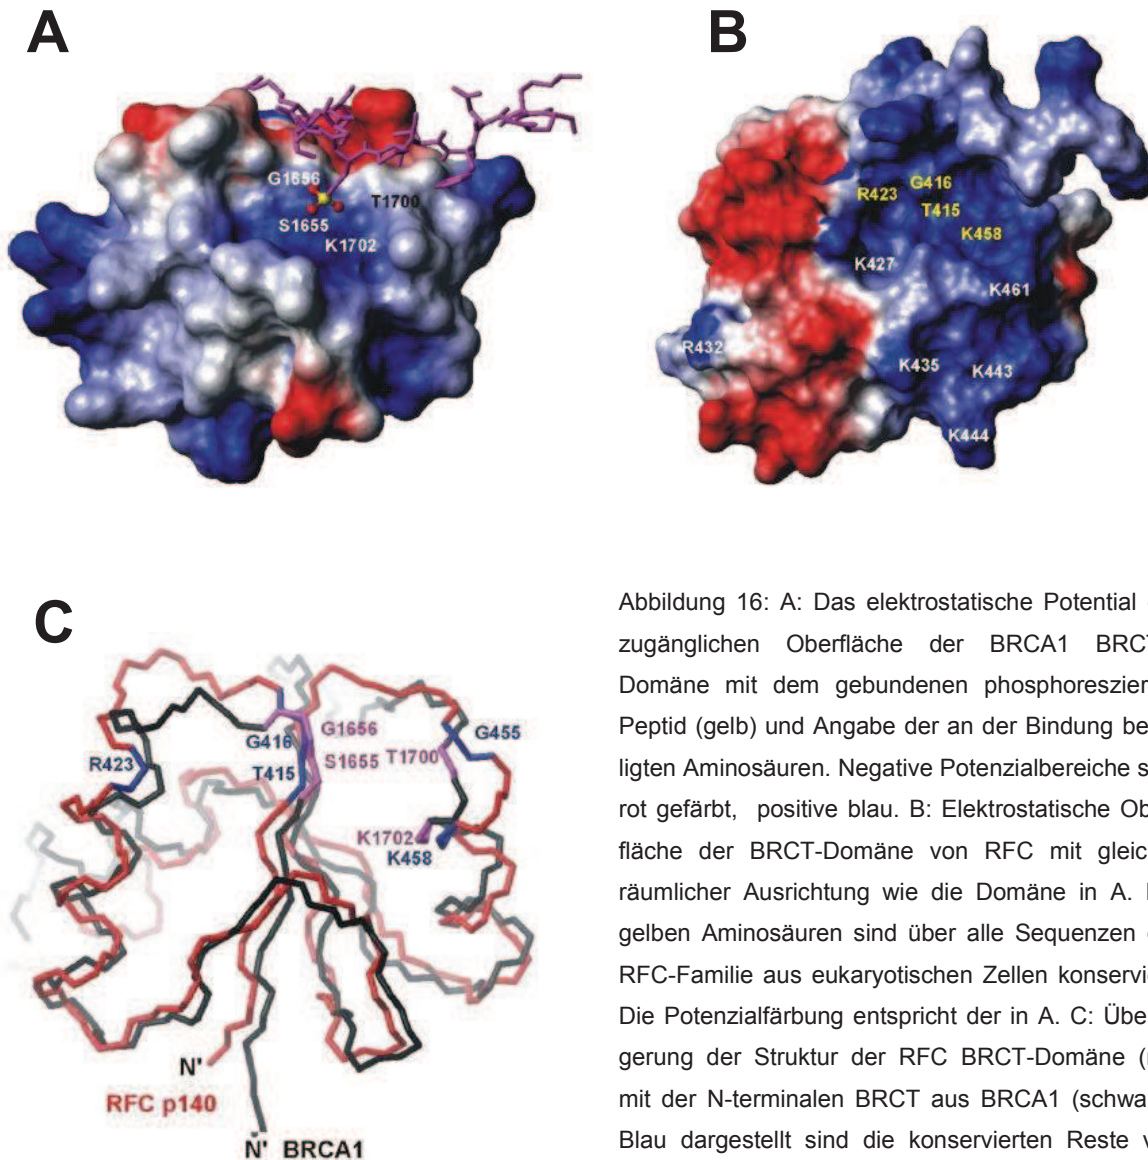 A
G1656
T1700
S1655
K1702
B
G416
R423
T415
K458
K427
K461
R432
K435
K443
K444
C
G1656
G416
G455
R423
T415
S1655
T1700
K1702
K458
N'
RFC p140
N' BRCA1
Abbildung 16: A: Das elektrostatische Potential
zugänglichen Oberfläche der BRCA1 BRCT
Domäne mit dem gebundenen phosphoreszier
Peptid (gelb) und Angabe der an der Bindung be
ligten Aminosäuren. Negative Potenzialbereiche s
rot gefärbt, positive blau. B: Elektrostatische Ob
fläche der BRCT-Domäne von RFC mit gleic
räumlicher Ausrichtung wie die Domäne in A.
gelben Aminosäuren sind über alle Sequenzen
RFC-Familie aus eukaryotischen Zellen konservie
Die Potenzialfärbung entspricht der in A. C: Übe
gerung der Struktur der RFC BRCT-Domäne (
mit der N-terminalen BRCT aus BRCA1 (schwa
Blau dargestellt sind die konservierten Reste v